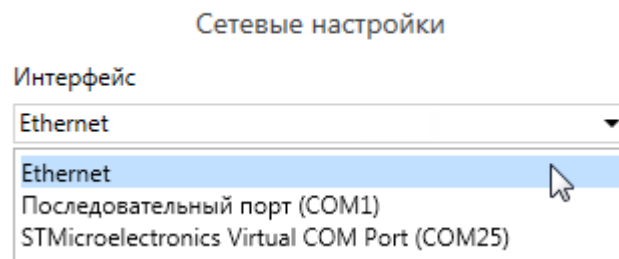 Сетевые настройки
Интерфейс
Ethernet
Ethernet
Последовательный порт (COM1)
STMicroelectronics Virtual COM Port (COM25)